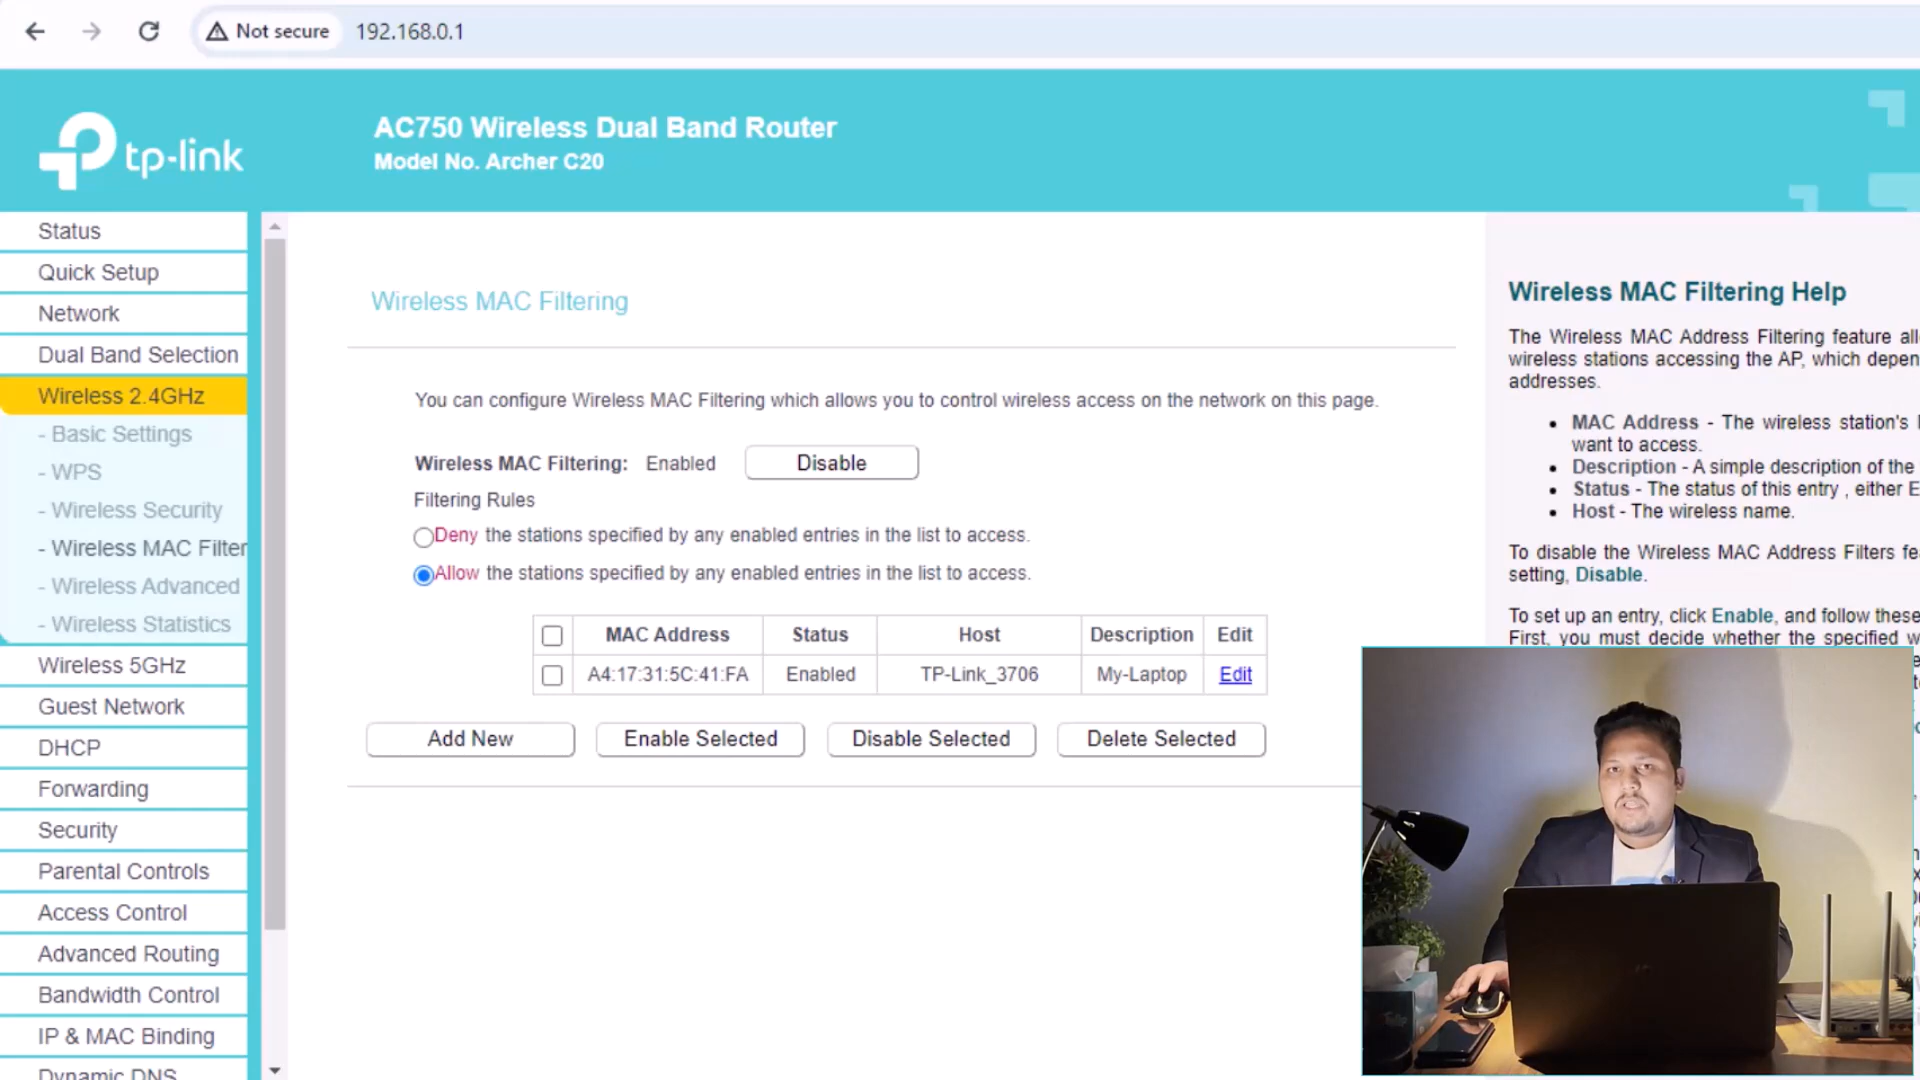 Not secure 192.168.0.1
tp-link
AC750 Wireless Dual Band Router
Model No. Archer C20
Status
Quick Setup
Network
Dual Band Selection
Wireless 2.4GHz
- Basic Settings
- WPS
- Wireless Security
- Wireless MAC Filter
- Wireless Advanced
- Wireless Statistics
Wireless 5GHz
Guest Network
DHCP
Forwarding
Security
Parental Controls
Access Control
Advanced Routing
Bandwidth Control
IP & MAC Binding
Dynamic DNS
Wireless MAC Filtering
You can configure Wireless MAC Filtering which allows you to control wireless access on the network on this page.
Wireless MAC Filtering: Enabled Disable
Filtering Rules
Deny the stations specified by any enabled entries in the list to access.
Allow the stations specified by any enabled entries in the list to access.
MAC Address Status Host Description Edit
A4:17:31:5C:41:FA Enabled TP-Link_3706 My-Laptop Edit
Add New Enable Selected Disable Selected Delete Selected
Wireless MAC Filtering Help
The Wireless MAC Address Filtering feature
wireless stations accessing the AP, which
addresses.
• MAC Address - The wireless station's
want to access.
• Description - A simple description of the
• Status - The status of this entry , either
• Host - The wireless name.
To disable the Wireless MAC Address Filters
setting, Disable.
To set up an entry, click Enable, and follow these
First, you must decide whether the specified